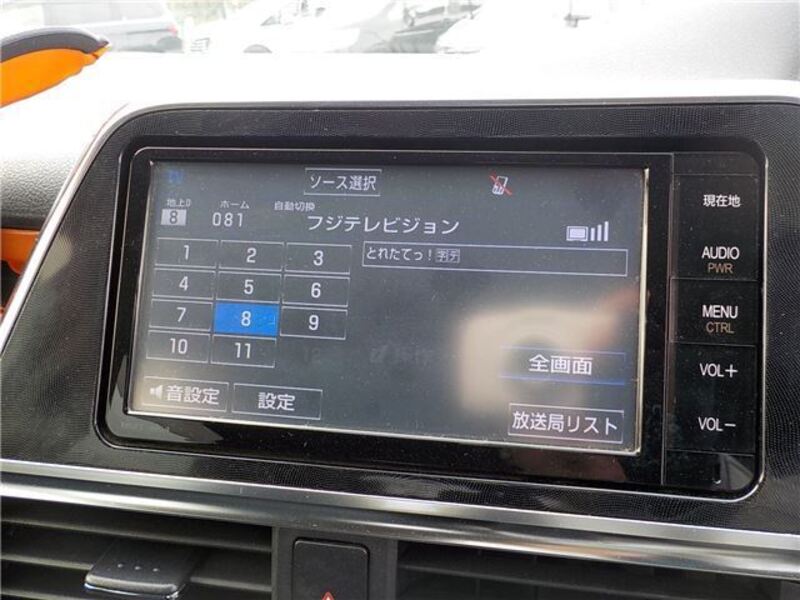 ソース選択
地上D ホーム 自動切換
8 081 フジテレビジョン
とれたてっ！字デ
1 2 3
4 5 6
7 8 9
10 11
全画面
音設定 設定 放送局リスト
現在地
AUDIO
PWR
MENU
CTRL
VOL+
VOL-